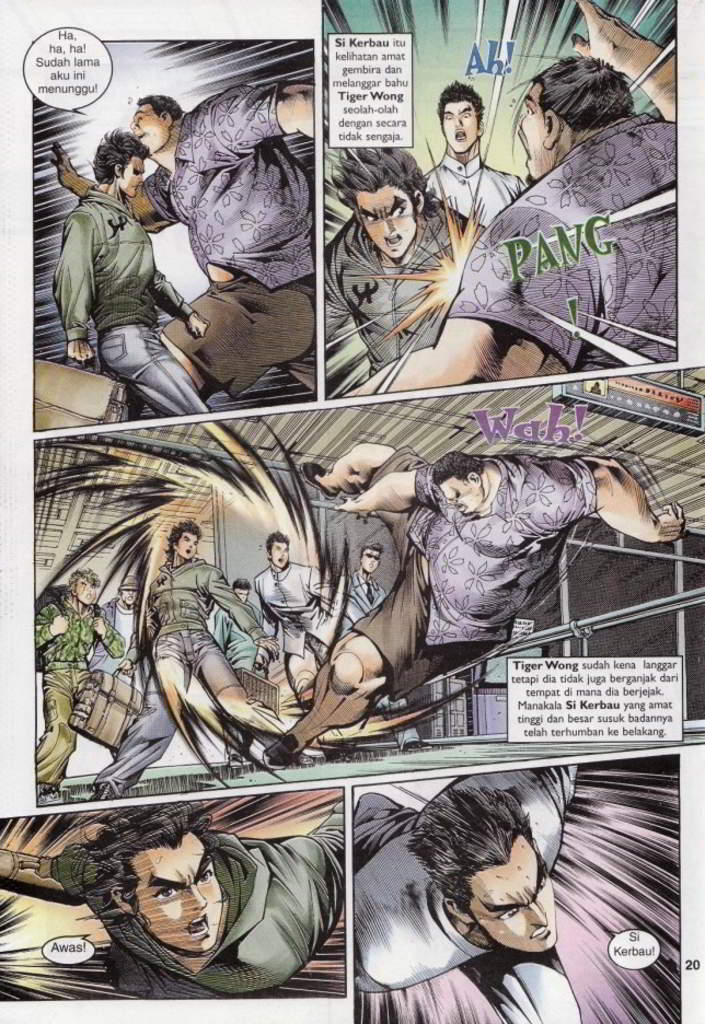 Ha,
ha, ha!
Sudah lama
aku ini
menunggu!
Si Kerbau itu
kelihatan amat
gembira dan
melanggar bahu
Tiger Wong
seolah-olah
dengan secara
tidak sengaja.
Ah!
PANG
!
Wah!
Tiger Wong sudah kena langgar
tetapi dia tidak juga berganjak dari
tempat di mana dia berjejak.
Manakala Si Kerbau yang amat
tinggi dan besar susuk badannya
telah terhumban ke belakang.
Awas!
Si
Kerbau!
20